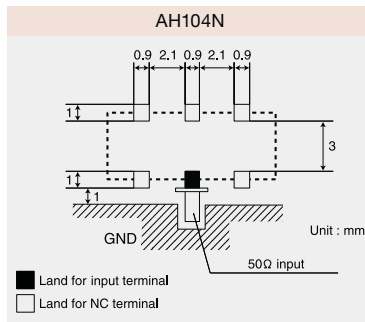 AH104N
0.9 2.1 0.9 2.1 0.9
1
3
1
1
GND
Unit : mm
50Ω input
Land for input terminal
Land for NC terminal